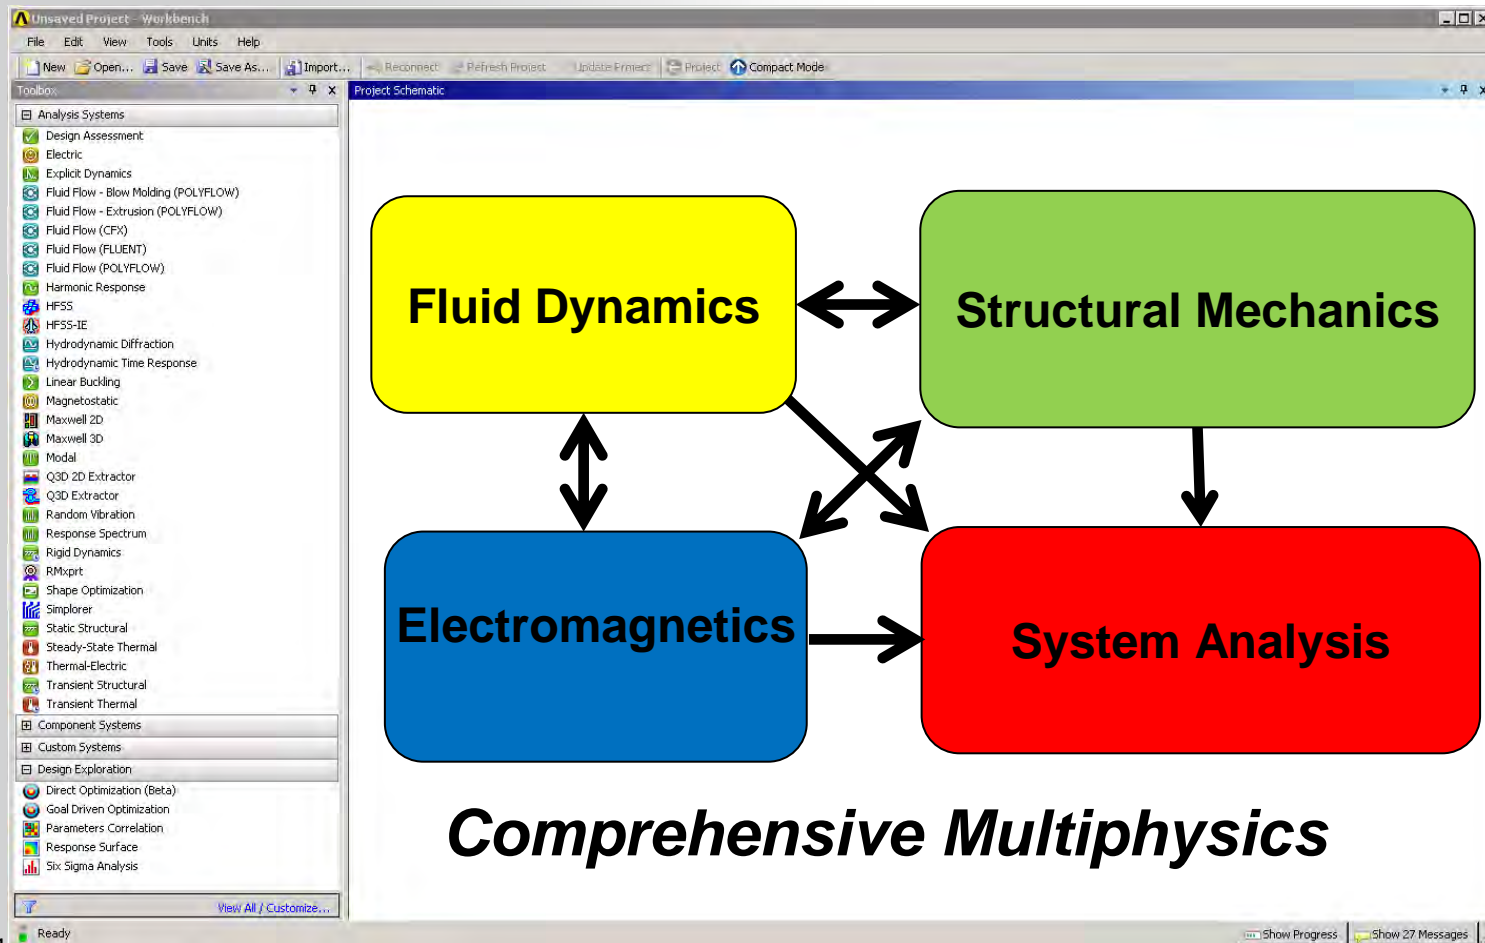 Unsaved Project - Workbench
File Edit View Tools Units Help
New Open... Save Save As... Import... Reconnect Refresh Project Update Project Project Compact Mode
Toolbox
Project Schematic
Analysis Systems
Design Assessment
Electric
Explicit Dynamics
Fluid Flow - Blow Molding (POLYFLOW)
Fluid Flow - Extrusion (POLYFLOW)
Fluid Flow (CFX)
Fluid Flow (FLUENT)
Fluid Flow (POLYFLOW)
Harmonic Response
HFSS
HFSS-IE
Hydrodynamic Diffraction
Hydrodynamic Time Response
Linear Buckling
Magnetostatic
Maxwell 2D
Maxwell 3D
Modal
Q3D 2D Extractor
Q3D Extractor
Random Vibration
Response Spectrum
Rigid Dynamics
RMxprt
Shape Optimization
Simplorer
Static Structural
Steady-State Thermal
Thermal-Electric
Transient Structural
Transient Thermal
Component Systems
Custom Systems
Design Exploration
Direct Optimization (Beta)
Goal Driven Optimization
Parameters Correlation
Response Surface
Six Sigma Analysis
View All / Customize...
Fluid Dynamics
Structural Mechanics
Electromagnetics
System Analysis
Comprehensive Multiphysics
Ready
Show Progress
Show 27 Messages